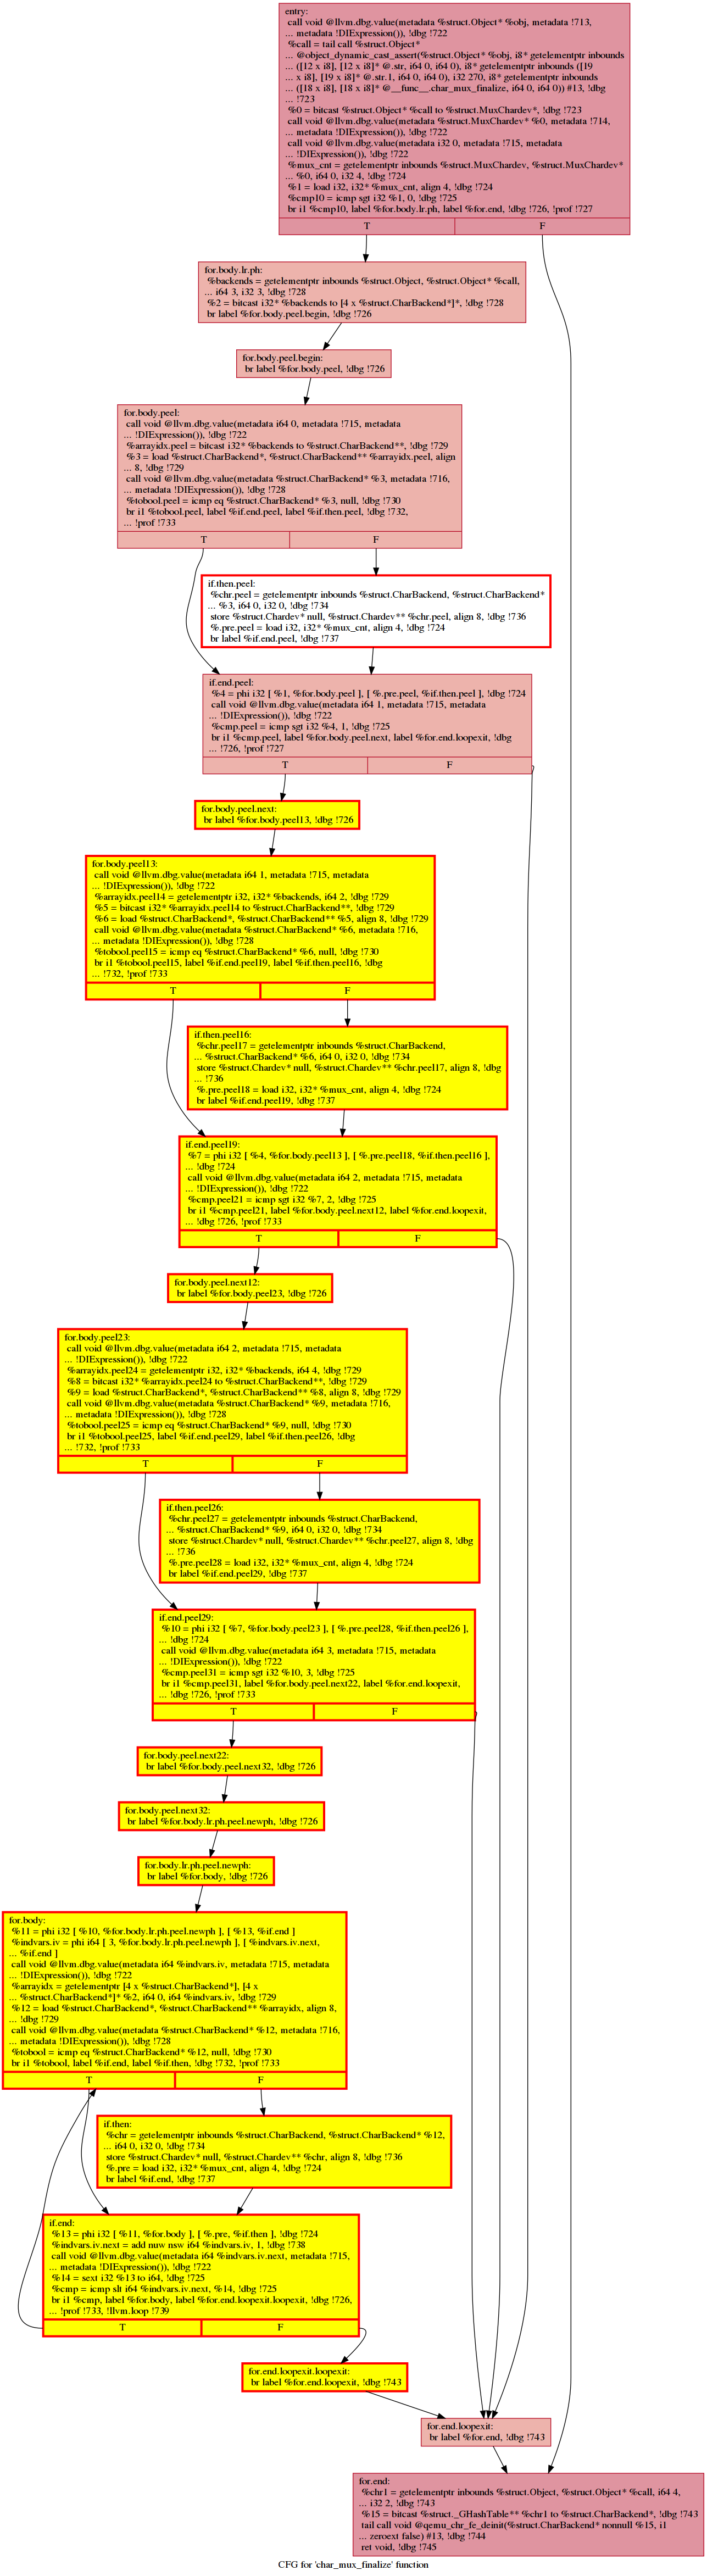 entry:
call void @llvm.dbg.value(metadata %struct.Object* %obj, metadata !713,
... metadata !DIExpression()), !dbg !722
%call = tail call %struct.Object*
... @object_dynamic_cast_assert(%struct.Object* %obj, i8* getelementptr inbounds
... ([12 x i8], [12 x i8]* @.str, i64 0, i64 0), i8* getelementptr inbounds ([19
... x i8], [19 x i8]* @.str.1, i64 0, i64 0), i32 270, i8* getelementptr inbounds
... ([18 x i8], [18 x i8]* @__func__.char_mux_finalize, i64 0, i64 0)) #13, !dbg
... !723
%0 = bitcast %struct.Object* %call to %struct.MuxChardev*, !dbg !723
call void @llvm.dbg.value(metadata %struct.MuxChardev* %0, metadata !714,
... metadata !DIExpression()), !dbg !722
call void @llvm.dbg.value(metadata i32 0, metadata !715, metadata
... !DIExpression()), !dbg !722
%mux_cnt = getelementptr inbounds %struct.MuxChardev, %struct.MuxChardev*
... %0, i64 0, i32 4, !dbg !724
%1 = load i32, i32* %mux_cnt, align 4, !dbg !724
%cmp10 = icmp sgt i32 %1, 0, !dbg !725
br i1 %cmp10, label %for.body.lr.ph, label %for.end, !dbg !726, !prof !727
T F
for.body.lr.ph:
%backends = getelementptr inbounds %struct.Object, %struct.Object* %call,
... i64 3, i32 3, !dbg !728
%2 = bitcast i32* %backends to [4 x %struct.CharBackend*]*, !dbg !728
br label %for.body.peel.begin, !dbg !726
for.body.peel.begin:
br label %for.body.peel, !dbg !726
for.body.peel:
call void @llvm.dbg.value(metadata i64 0, metadata !715, metadata
... !DIExpression()), !dbg !722
%arrayidx.peel = bitcast i32* %backends to %struct.CharBackend**, !dbg !729
%3 = load %struct.CharBackend*, %struct.CharBackend** %arrayidx.peel, align
... 8, !dbg !729
call void @llvm.dbg.value(metadata %struct.CharBackend* %3, metadata !716,
... metadata !DIExpression()), !dbg !728
%tobool.peel = icmp eq %struct.CharBackend* %3, null, !dbg !730
br i1 %tobool.peel, label %if.end.peel, label %if.then.peel, !dbg !732,
... !prof !733
T F
if.then.peel:
%chr.peel = getelementptr inbounds %struct.CharBackend, %struct.CharBackend*
... %3, i64 0, i32 0, !dbg !734
store %struct.Chardev* null, %struct.Chardev** %chr.peel, align 8, !dbg !736
%.pre.peel = load i32, i32* %mux_cnt, align 4, !dbg !724
br label %if.end.peel, !dbg !737
if.end.peel:
%4 = phi i32 [ %1, %for.body.peel ], [ %.pre.peel, %if.then.peel ], !dbg !724
call void @llvm.dbg.value(metadata i64 1, metadata !715, metadata
... !DIExpression()), !dbg !722
%cmp.peel = icmp sgt i32 %4, 1, !dbg !725
br i1 %cmp.peel, label %for.body.peel.next, label %for.end.loopexit, !dbg
... !726, !prof !727
T F
for.body.peel.next:
br label %for.body.peel13, !dbg !726
for.body.peel13:
call void @llvm.dbg.value(metadata i64 1, metadata !715, metadata
... !DIExpression()), !dbg !722
%arrayidx.peel14 = getelementptr i32, i32* %backends, i64 2, !dbg !729
%5 = bitcast i32* %arrayidx.peel14 to %struct.CharBackend**, !dbg !729
%6 = load %struct.CharBackend*, %struct.CharBackend** %5, align 8, !dbg !729
call void @llvm.dbg.value(metadata %struct.CharBackend* %6, metadata !716,
... metadata !DIExpression()), !dbg !728
%tobool.peel15 = icmp eq %struct.CharBackend* %6, null, !dbg !730
br i1 %tobool.peel15, label %if.end.peel19, label %if.then.peel16, !dbg
... !732, !prof !733
T F
if.then.peel16:
%chr.peel17 = getelementptr inbounds %struct.CharBackend,
... %struct.CharBackend* %6, i64 0, i32 0, !dbg !734
store %struct.Chardev* null, %struct.Chardev** %chr.peel17, align 8, !dbg
... !736
%.pre.peel18 = load i32, i32* %mux_cnt, align 4, !dbg !724
br label %if.end.peel19, !dbg !737
if.end.peel19:
%7 = phi i32 [ %4, %for.body.peel13 ], [ %.pre.peel18, %if.then.peel16 ],
... !dbg !724
call void @llvm.dbg.value(metadata i64 2, metadata !715, metadata
... !DIExpression()), !dbg !722
%cmp.peel21 = icmp sgt i32 %7, 2, !dbg !725
br i1 %cmp.peel21, label %for.body.peel.next12, label %for.end.loopexit,
... !dbg !726, !prof !733
T F
for.body.peel.next12:
br label %for.body.peel23, !dbg !726
for.body.peel23:
call void @llvm.dbg.value(metadata i64 2, metadata !715, metadata
... !DIExpression()), !dbg !722
%arrayidx.peel24 = getelementptr i32, i32* %backends, i64 4, !dbg !729
%8 = bitcast i32* %arrayidx.peel24 to %struct.CharBackend**, !dbg !729
%9 = load %struct.CharBackend*, %struct.CharBackend** %8, align 8, !dbg !729
call void @llvm.dbg.value(metadata %struct.CharBackend* %9, metadata !716,
... metadata !DIExpression()), !dbg !728
%tobool.peel25 = icmp eq %struct.CharBackend* %9, null, !dbg !730
br i1 %tobool.peel25, label %if.end.peel29, label %if.then.peel26, !dbg
... !732, !prof !733
T F
if.then.peel26:
%chr.peel27 = getelementptr inbounds %struct.CharBackend,
... %struct.CharBackend* %9, i64 0, i32 0, !dbg !734
store %struct.Chardev* null, %struct.Chardev** %chr.peel27, align 8, !dbg
... !736
%.pre.peel28 = load i32, i32* %mux_cnt, align 4, !dbg !724
br label %if.end.peel29, !dbg !737
if.end.peel29:
%10 = phi i32 [ %7, %for.body.peel23 ], [ %.pre.peel28, %if.then.peel26 ],
... !dbg !724
call void @llvm.dbg.value(metadata i64 3, metadata !715, metadata
... !DIExpression()), !dbg !722
%cmp.peel31 = icmp sgt i32 %10, 3, !dbg !725
br i1 %cmp.peel31, label %for.body.peel.next22, label %for.end.loopexit,
... !dbg !726, !prof !733
T F
for.body.peel.next22:
br label %for.body.peel.next32, !dbg !726
for.body.peel.next32:
br label %for.body.lr.ph.peel.newph, !dbg !726
for.body.lr.ph.peel.newph:
br label %for.body, !dbg !726
for.body:
%11 = phi i32 [ %10, %for.body.lr.ph.peel.newph ], [ %13, %if.end ]
%indvars.iv = phi i64 [ 3, %for.body.lr.ph.peel.newph ], [ %indvars.iv.next,
... %if.end ]
call void @llvm.dbg.value(metadata i64 %indvars.iv, metadata !715, metadata
... !DIExpression()), !dbg !722
%arrayidx = getelementptr [4 x %struct.CharBackend*], [4 x
... %struct.CharBackend*]* %2, i64 0, i64 %indvars.iv, !dbg !729
%12 = load %struct.CharBackend*, %struct.CharBackend** %arrayidx, align 8,
... !dbg !729
call void @llvm.dbg.value(metadata %struct.CharBackend* %12, metadata !716,
... metadata !DIExpression()), !dbg !728
%tobool = icmp eq %struct.CharBackend* %12, null, !dbg !730
br i1 %tobool, label %if.end, label %if.then, !dbg !732, !prof !733
T F
if.then:
%chr = getelementptr inbounds %struct.CharBackend, %struct.CharBackend* %12,
... i64 0, i32 0, !dbg !734
store %struct.Chardev* null, %struct.Chardev** %chr, align 8, !dbg !736
%.pre = load i32, i32* %mux_cnt, align 4, !dbg !724
br label %if.end, !dbg !737
if.end:
%13 = phi i32 [ %11, %for.body ], [ %.pre, %if.then ], !dbg !724
%indvars.iv.next = add nuw nsw i64 %indvars.iv, 1, !dbg !738
call void @llvm.dbg.value(metadata i64 %indvars.iv.next, metadata !715,
... metadata !DIExpression()), !dbg !722
%14 = sext i32 %13 to i64, !dbg !725
%cmp = icmp slt i64 %indvars.iv.next, %14, !dbg !725
br i1 %cmp, label %for.body, label %for.end.loopexit.loopexit, !dbg !726,
... !prof !733, !llvm.loop !739
T F
for.end.loopexit.loopexit:
br label %for.end.loopexit, !dbg !743
for.end.loopexit:
br label %for.end, !dbg !743
for.end:
%chr1 = getelementptr inbounds %struct.Object, %struct.Object* %call, i64 4,
... i32 2, !dbg !743
%15 = bitcast %struct._GHashTable** %chr1 to %struct.CharBackend*, !dbg !743
tail call void @qemu_chr_fe_deinit(%struct.CharBackend* nonnull %15, i1
... zeroext false) #13, !dbg !744
ret void, !dbg !745
CFG for 'char_mux_finalize' function